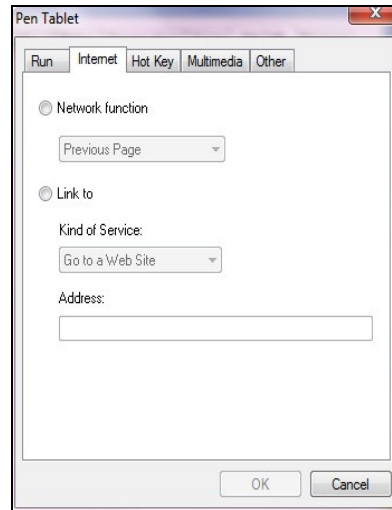 Pen Tablet
Run Internet Hot Key Multimedia Other
Network function
Previous Page
Link to
Kind of Service:
Go to a Web Site
Address:
OK Cancel